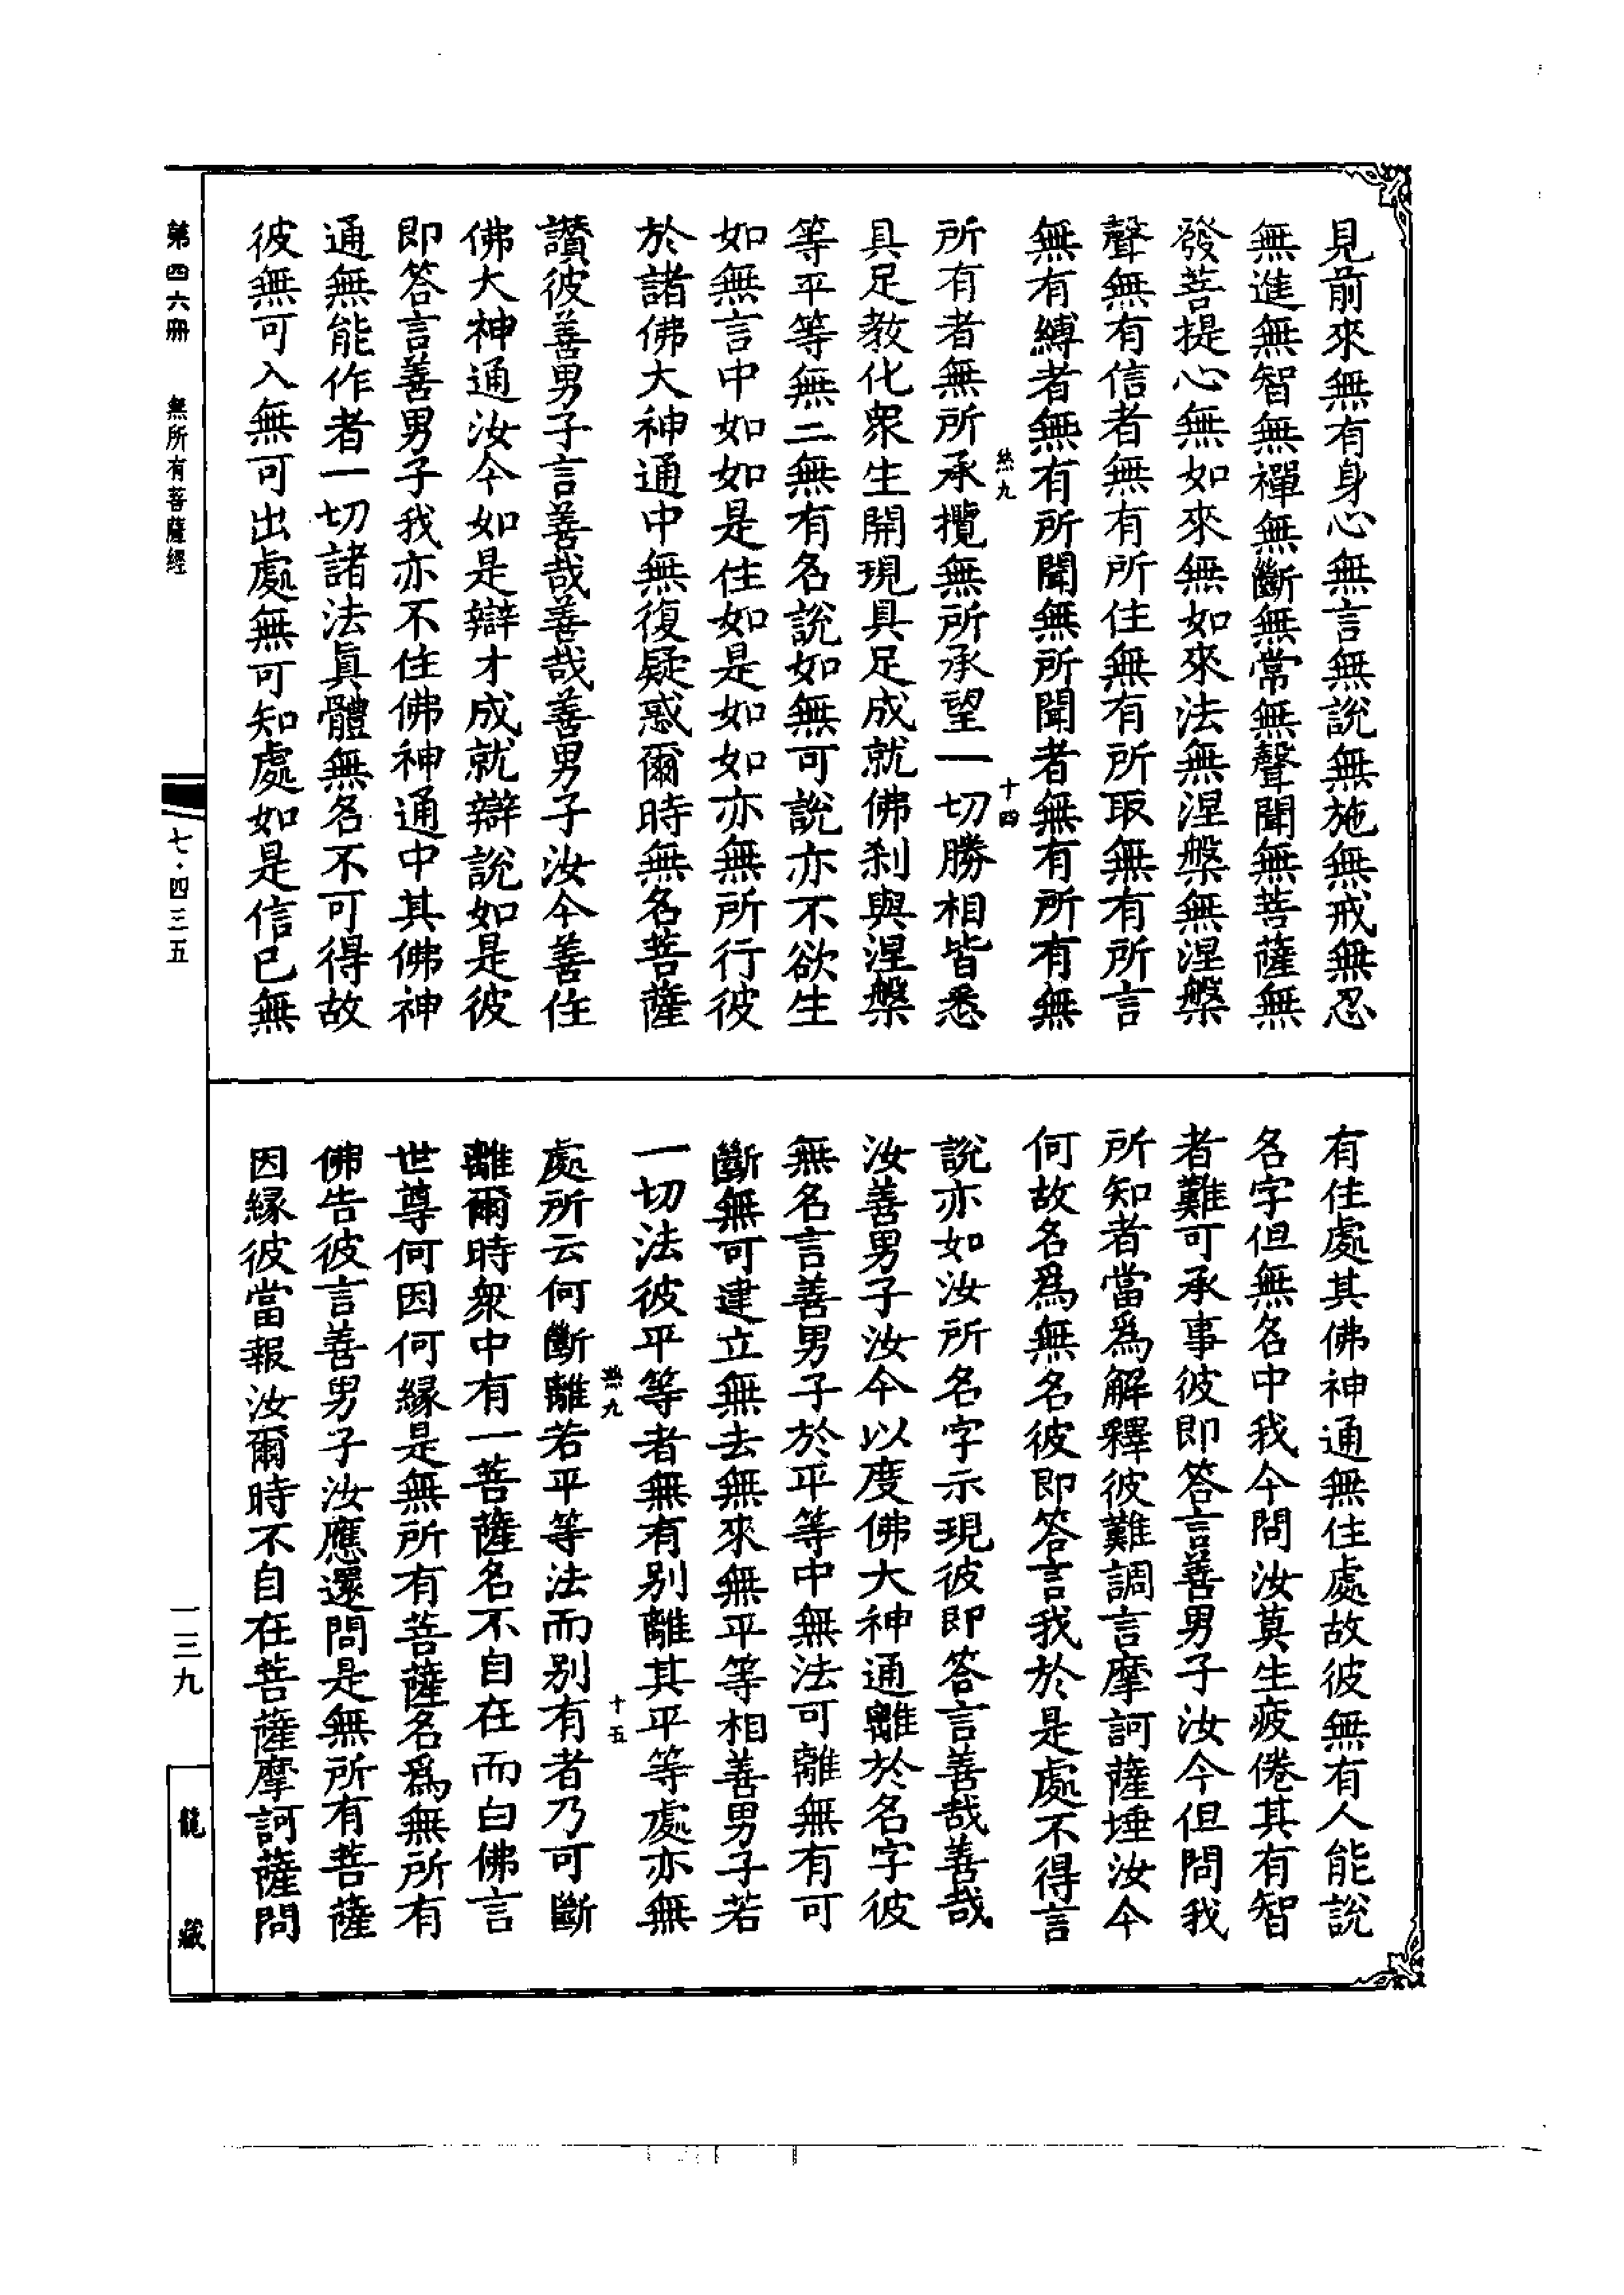 見前來無有身心無言無說無施無戒無忍
無進無智無禪無斷無常無聲聞無菩薩無
發菩提心無如來無如來法無涅槃無涅槃
聲無有信者無有所住無有所取無有所言
無有縛者無有所聞無所聞者無有所有無
十四
所有者無所承攬無所承望一切勝相皆悉
具足教化衆生開現具足成就佛刹與涅槃
等平等無二無有名說如無可說亦不欲生
如無言中如如是住如是如如亦無所行彼
於諸佛大神通中無復疑惑爾時無名菩薩
讚彼善男子言善哉善哉善男子汝今善住
佛大神通汝今如是辯才成就辯說如是彼
即答言善男子我亦不住佛神通中其佛神
通無能作者一切諸法眞體無名不可得故
彼無可入無可出處無可知處如是信已無
有住處其佛神通無住處故彼無有人能說
名字但無名中我今問汝莫生疲倦其有智
者難可承事彼即答言善男子汝今但問我
所知者當爲解釋彼難調言摩訶薩埵汝今
何故名爲無名彼即答言我於是處不得言
說亦如汝所名字示現彼即答言善哉善哉
汝善男子汝今以度佛大神通離於名字彼
無名言善男子於平等中無法可離無有可
斷無可建立無去無來無平等相善男子若
一切法彼平等者無有別離其平等處亦無
十五
處所云何斷離若平等法而別有者乃可斷
離爾時衆中有一菩薩名不自在而白佛言
世尊何因何緣是無所有菩薩名爲無所有
佛告彼言善男子汝應還問是無所有菩薩
因緣彼當報汝爾時不自在菩薩摩訶薩問
第四六册
無所有菩薩經
七·四三五
一三九
龍藏